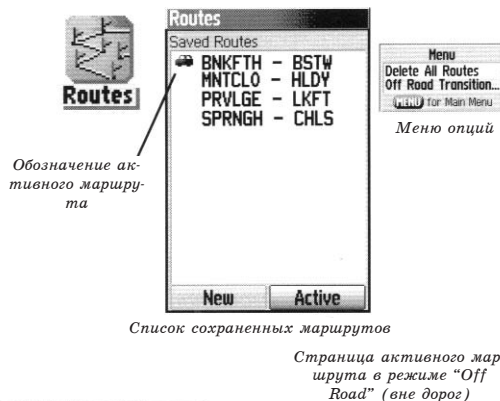 Routes
Routes
Saved Routes
BNKFTH – BSTW
MNTCLO – HLDY
PRVLGE – LKFT
SPRNGH – CHLS
New
Active
Menu
Delete All Routes
Off Road Transition...
MENU for Main Menu
Меню опций
Обозначение ак-
тивного маршру-
та
Список сохраненных маршрутов
Страница активного мар
шрута в режиме “Off
Road” (вне дорог)